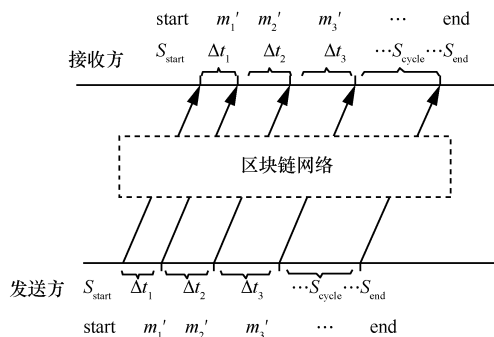 start m₁′ m₂′ m₃′ ··· end
接收方 S_start Δt₁ Δt₂ Δt₃ ···S_cycle ···S_end
区块链网络
发送方 S_start Δt₁ Δt₂ Δt₃ ···S_cycle ···S_end
start m₁′ m₂′ m₃′ ··· end